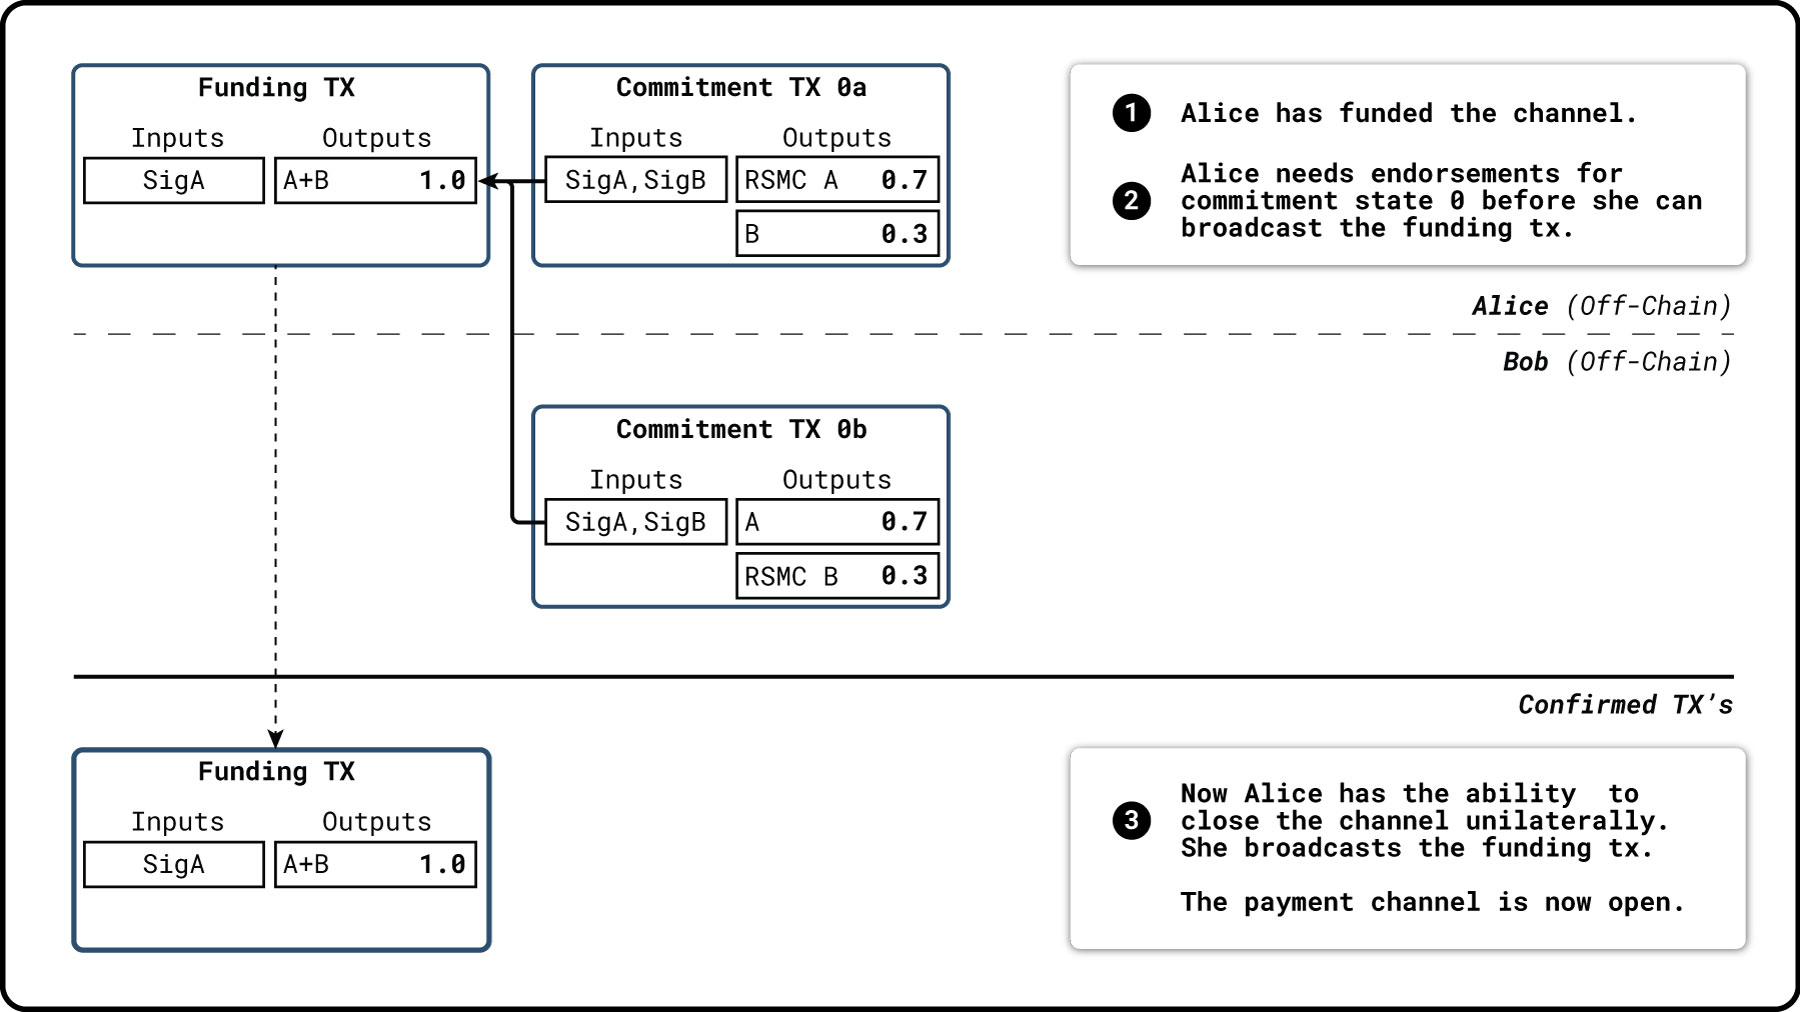 Funding TX
Inputs Outputs
SigA A+B 1.0
Commitment TX 0a
Inputs Outputs
SigA,SigB RSMC A 0.7
B 0.3
1 Alice has funded the channel.
2 Alice needs endorsements for
commitment state 0 before she can
broadcast the funding tx.
Alice (Off-Chain)
Bob (Off-Chain)
Commitment TX 0b
Inputs Outputs
SigA,SigB A 0.7
RSMC B 0.3
Confirmed TX’s
Funding TX
Inputs Outputs
SigA A+B 1.0
3 Now Alice has the ability to
close the channel unilaterally.
She broadcasts the funding tx.
The payment channel is now open.